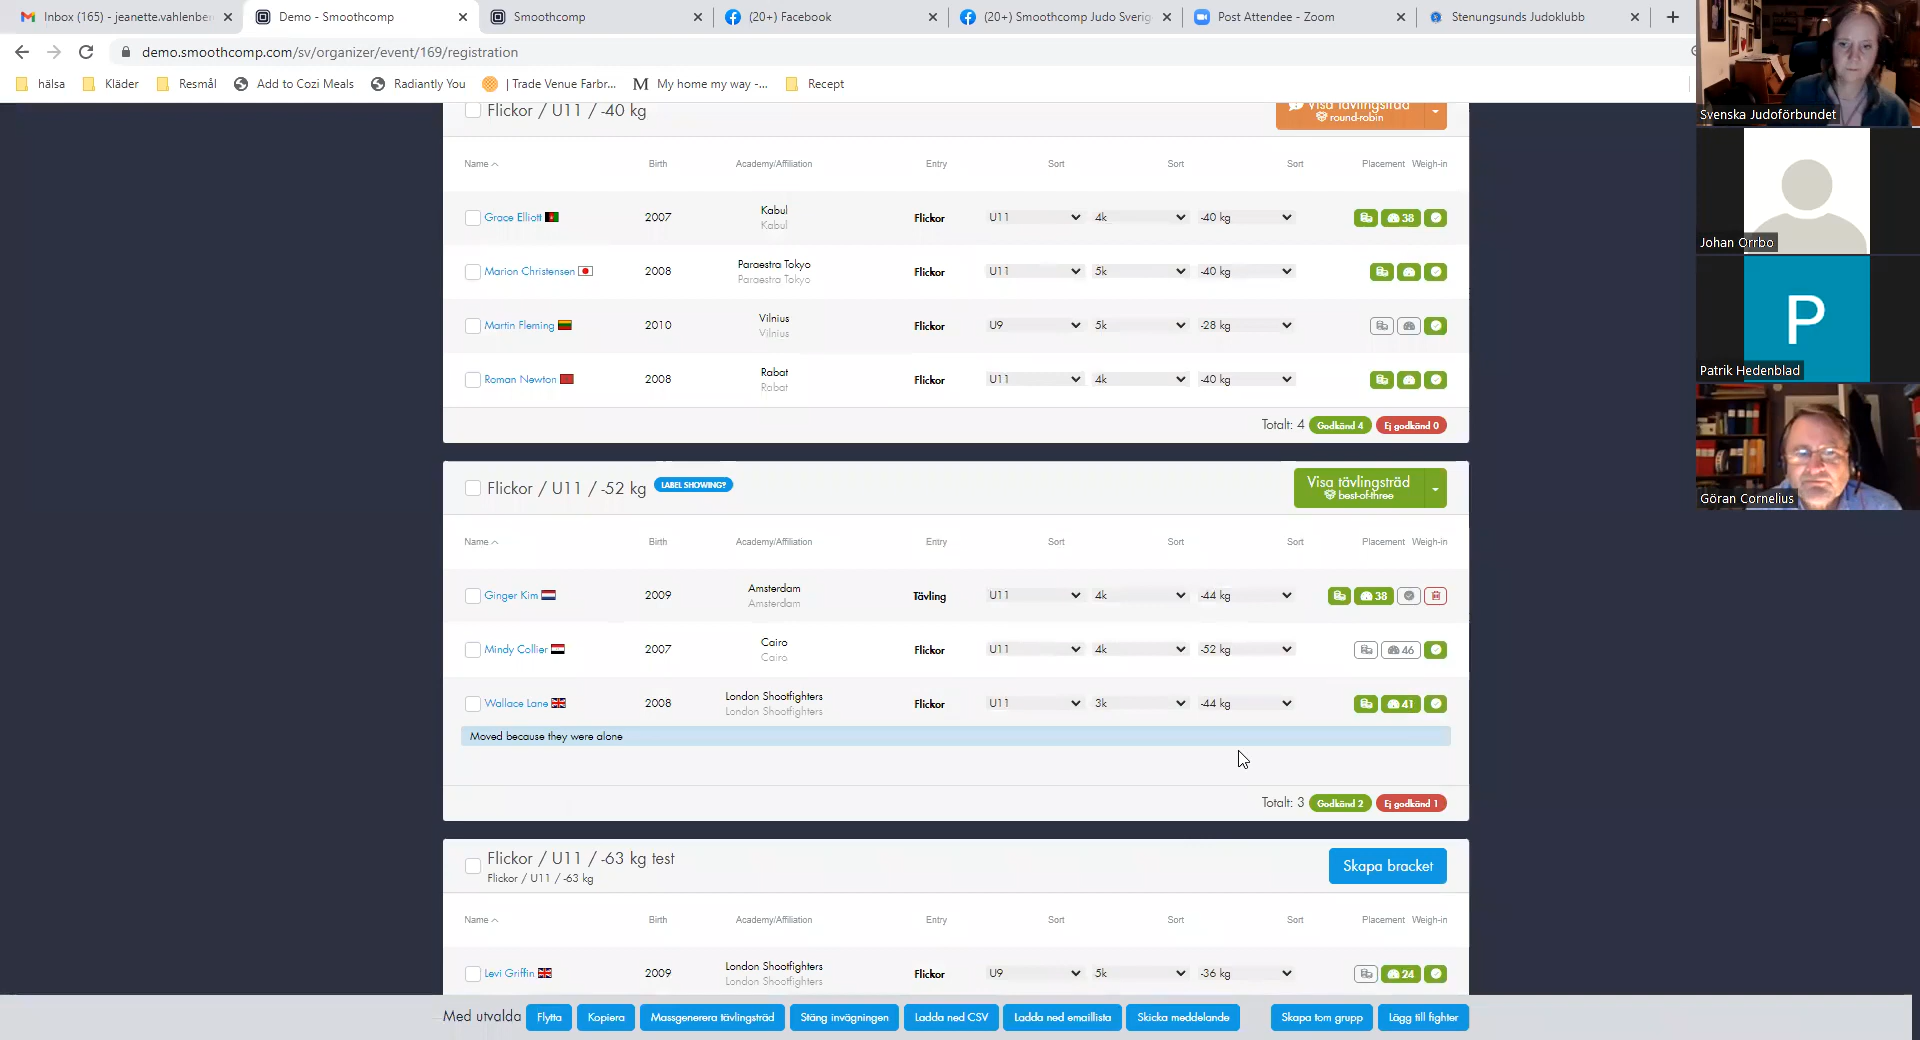 Inbox (165) - jeanette.vahlenber
Demo - Smoothcomp
Smoothcomp
(20+) Facebook
(20+) Smoothcomp Judo Sverig
Post Attendee - Zoom
Stenungsunds Judoklubb
demo.smoothcomp.com/sv/organizer/event/169/registration
hälsa Kläder Resmål Add to Cozi Meals Radiantly You | Trade Venue Farbr... My home my way -... Recept
Flickor / U11 / -40 kg
Visa tävlingsträd
round-robin
Name Birth Academy/Affiliation Entry Sort Sort Sort Placement Weigh-in
Grace Elliott 2007 Kabul Flickor U11 4k -40 kg 38
Kabul
Marion Christensen 2008 Paraestra Tokyo Flickor U11 5k -40 kg
Paraestra Tokyo
Martin Fleming 2010 Vilnius Flickor U9 5k -28 kg
Vilnius
Roman Newton 2008 Rabat Flickor U11 4k -40 kg
Rabat
Totalt: 4 Godkänd 4 Ej godkänd 0
Flickor / U11 / -52 kg LABEL SHOWING?
Visa tävlingsträd
best-of-three
Name Birth Academy/Affiliation Entry Sort Sort Sort Placement Weigh-in
Ginger Kim 2009 Amsterdam Tävling U11 4k -44 kg 38
Amsterdam
Mindy Collier 2007 Cairo Flickor U11 4k -52 kg 46
Cairo
Wallace Lane 2008 London Shootfighters Flickor U11 3k -44 kg 41
London Shootfighters
Moved because they were alone
Totalt: 3 Godkänd 2 Ej godkänd 1
Flickor / U11 / -63 kg test
Flickor / U11 / -63 kg
Skapa bracket
Name Birth Academy/Affiliation Entry Sort Sort Sort Placement Weigh-in
Levi Griffin 2009 London Shootfighters Flickor U9 5k -36 kg 24
London Shootfighters
Med utvalda Flytta Kopiera Massgenerera tävlingsträd Stäng invägningen Ladda ned CSV Ladda ned emaillista Skicka meddelande Skapa tom grupp Lägg till fighter
Svenska Judoförbundet
Johan Orrbo
P
Patrik Hedenblad
Göran Cornelius